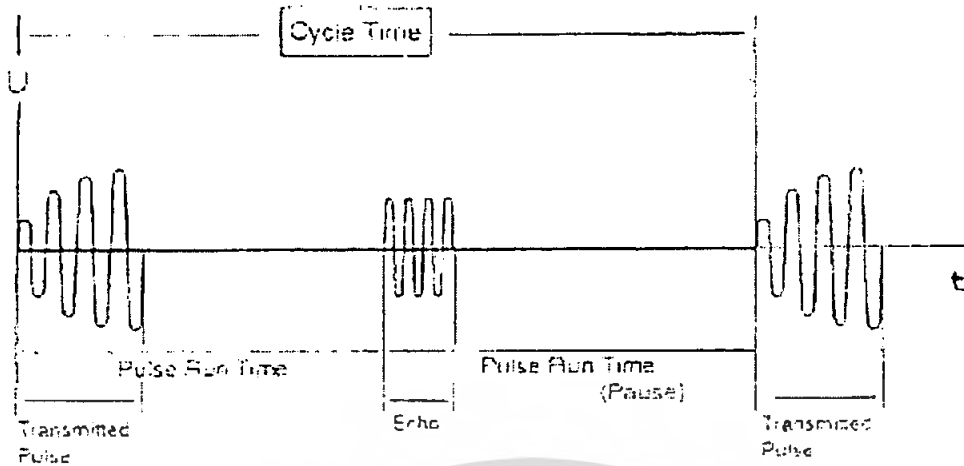 Cycle Time
U
t
Pulse Run Time
Pulse Run Time
(Pause)
Transmitted
Pulse
Echo
Transmitted
Pulse